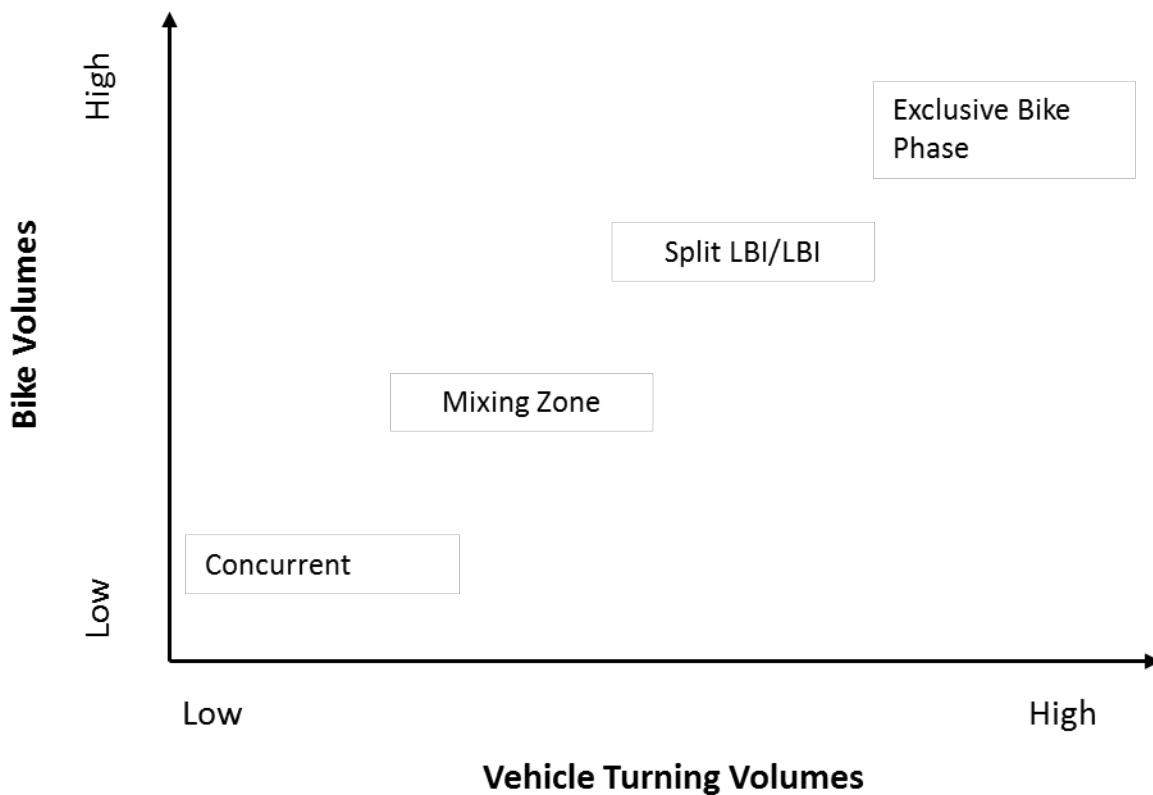 High
Exclusive Bike
Phase
Split LBI/LBI
Bike Volumes
Mixing Zone
Concurrent
Low
Low
High
Vehicle Turning Volumes